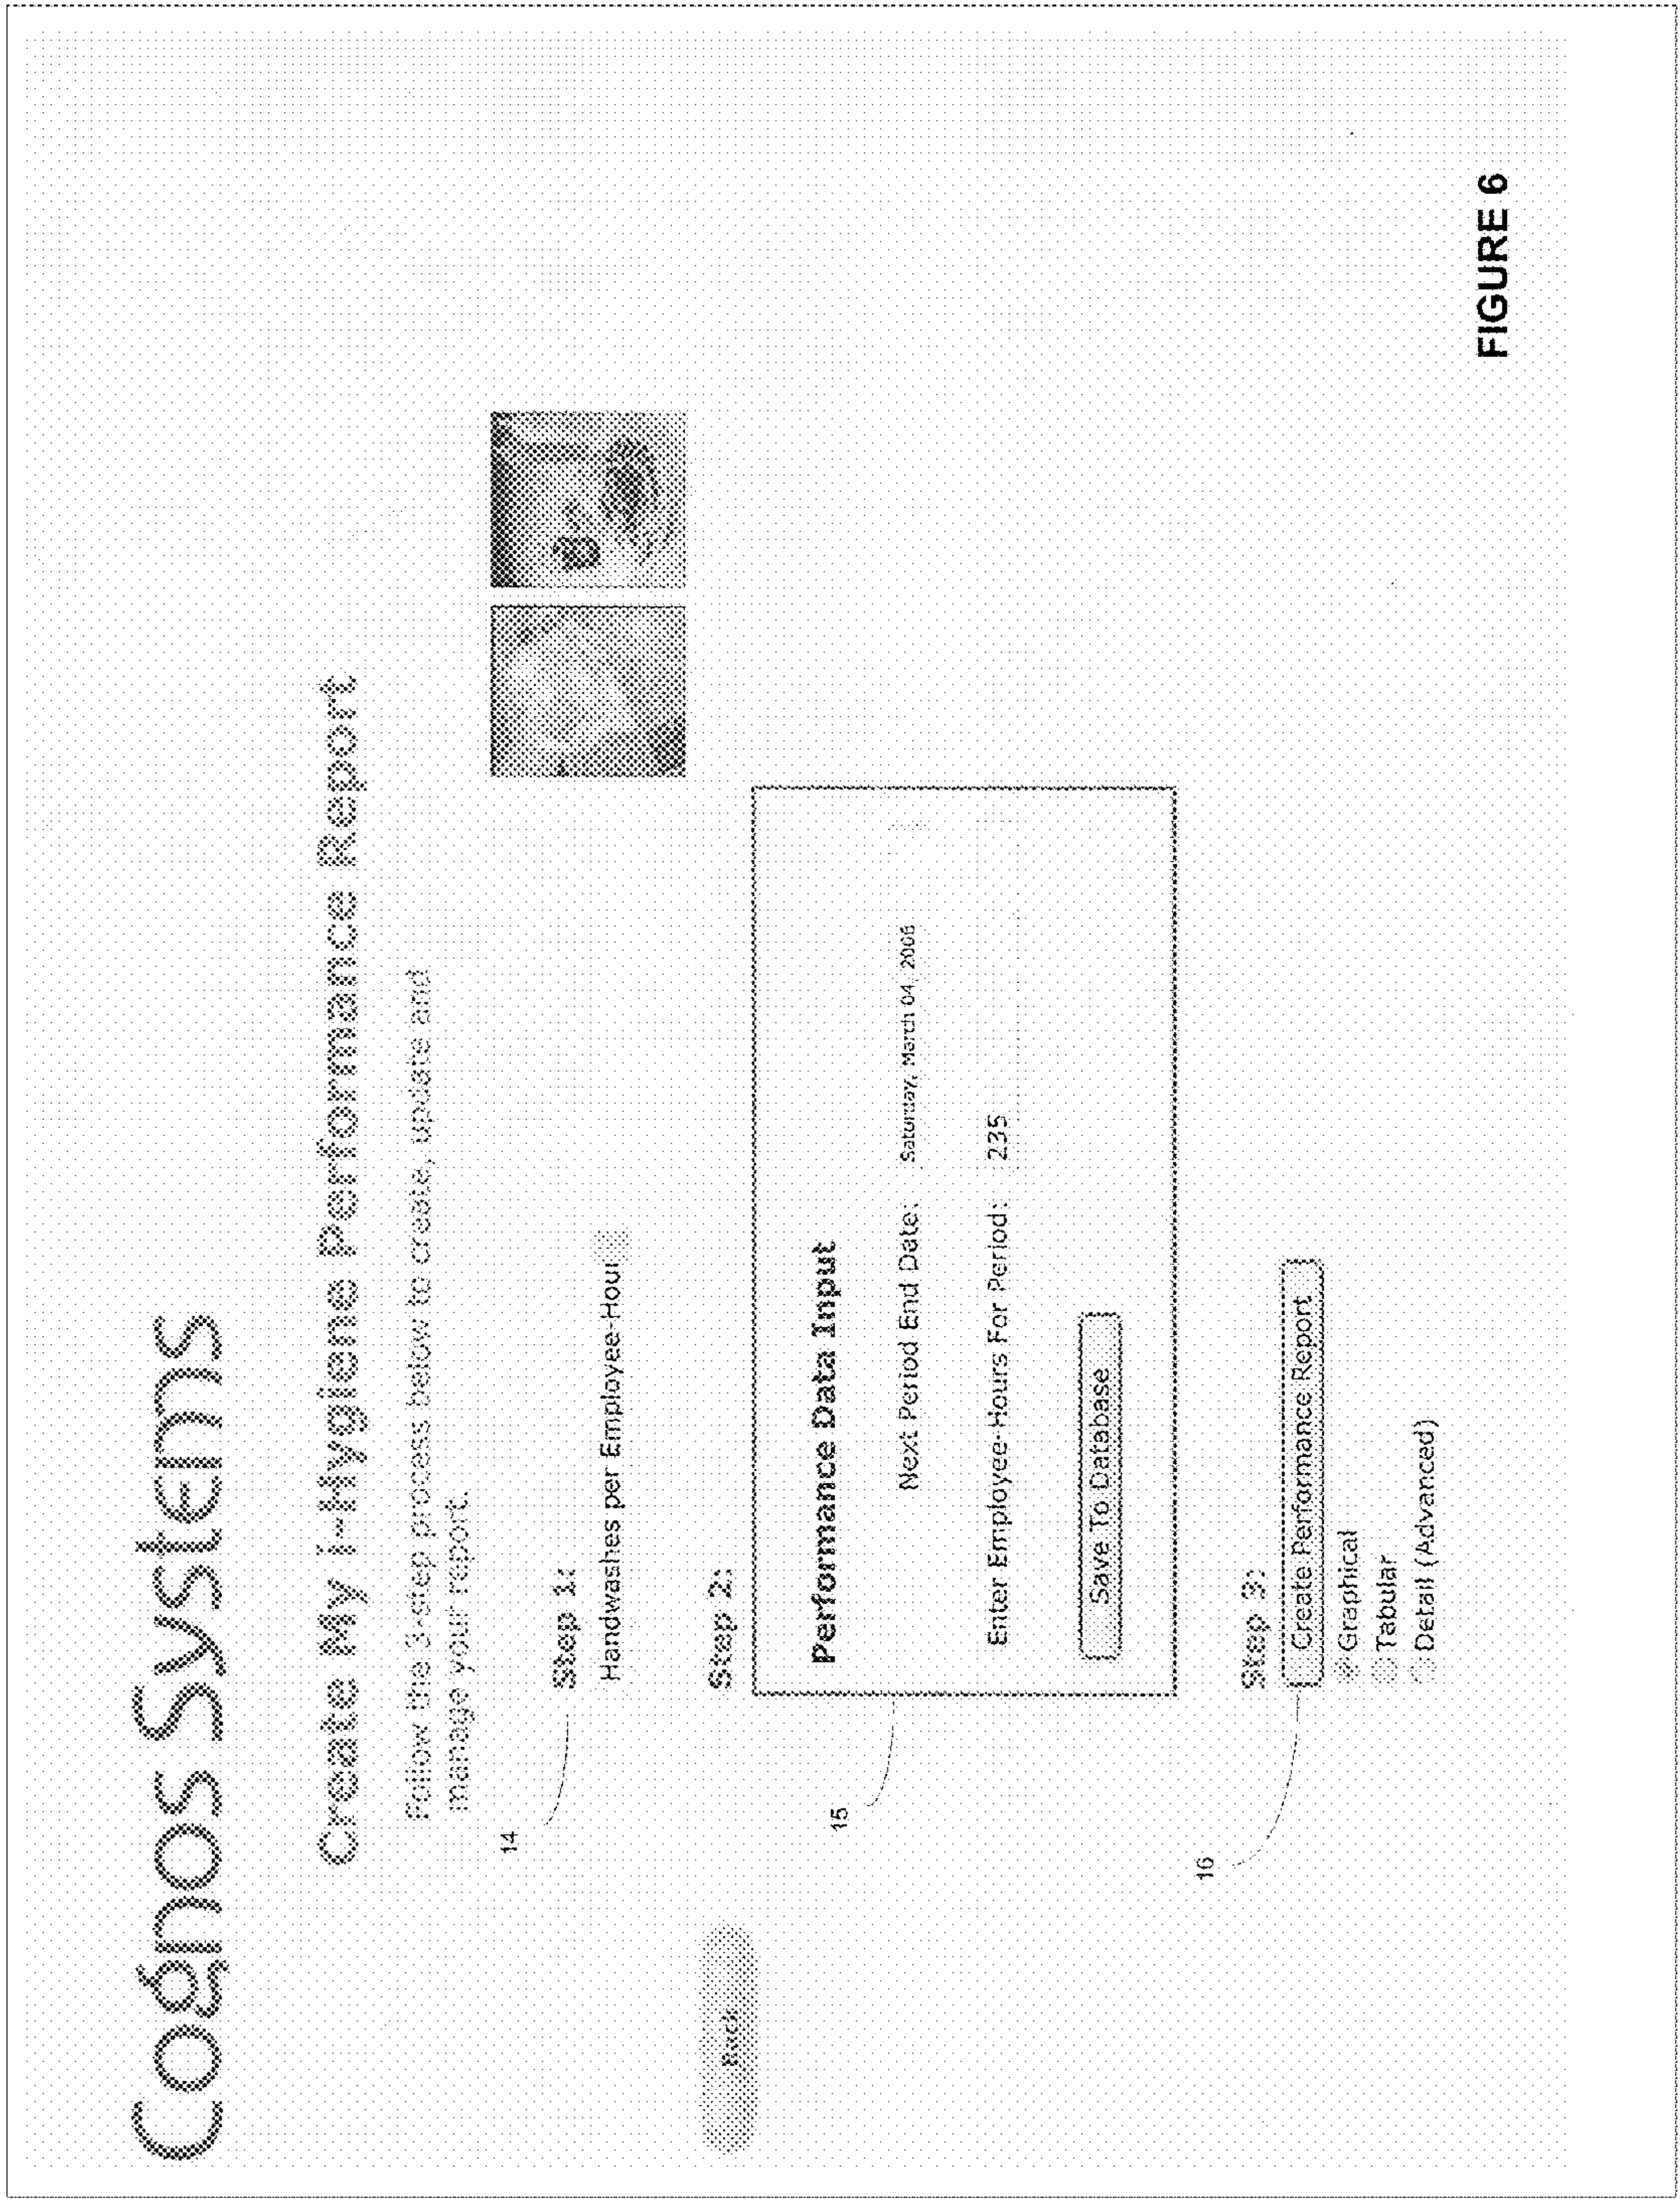 Cognos Systems
Create My i-Hygiene Performance Report
Follow the 3-step process below to create, update and
manage your report.
14
Step 1:
Handwashes per Employee-Hour
Back
Step 2:
15
Performance Data Input
Next Period End Date: Saturday, March 04, 2006
Enter Employee-Hours For Period: 235
Save To Database
16
Step 3:
Create Performance Report
Graphical
Tabular
Detail (Advanced)
FIGURE 6